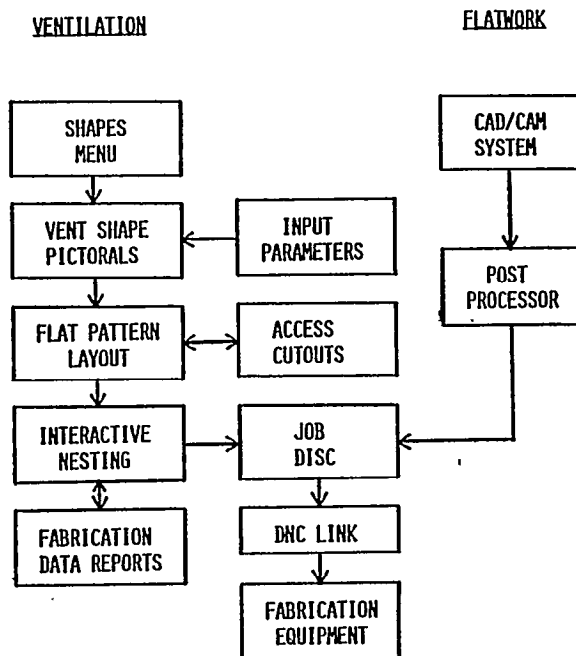 VENTILATION
FLATWORK
SHAPES
MENU
CAD/CAM
SYSTEM
VENT SHAPE
PICTORALS
INPUT
PARAMETERS
POST
PROCESSOR
FLAT PATTERN
LAYOUT
ACCESS
CUTOUTS
INTERACTIVE
NESTING
JOB
DISC
FABRICATION
DATA REPORTS
DNC LINK
FABRICATION
EQUIPMENT